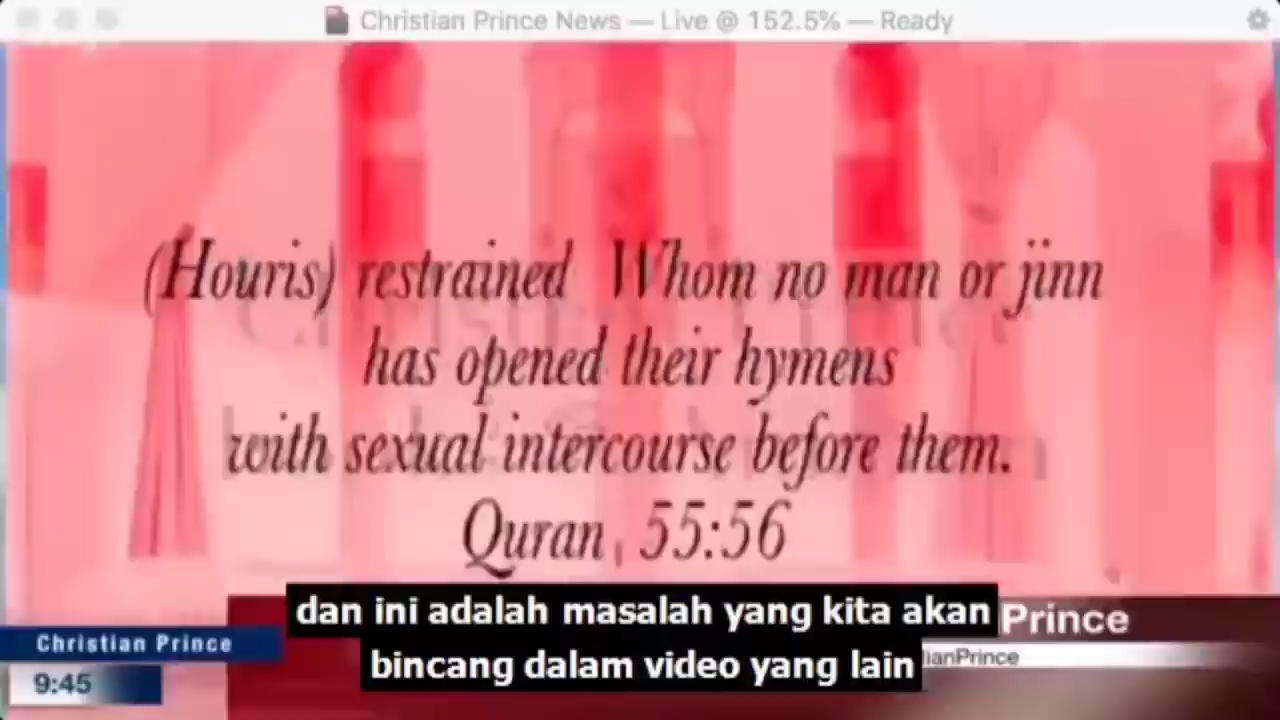 Christian Prince News — Live @ 152.5% — Ready
(Houris) restrained Whom no man or jinn
has opened their hymens
with sexual intercourse before them.
Quran, 55:56
dan ini adalah masalah yang kita akan
bincang dalam video yang lain
Prince
ianPrince
Christian Prince
9:45